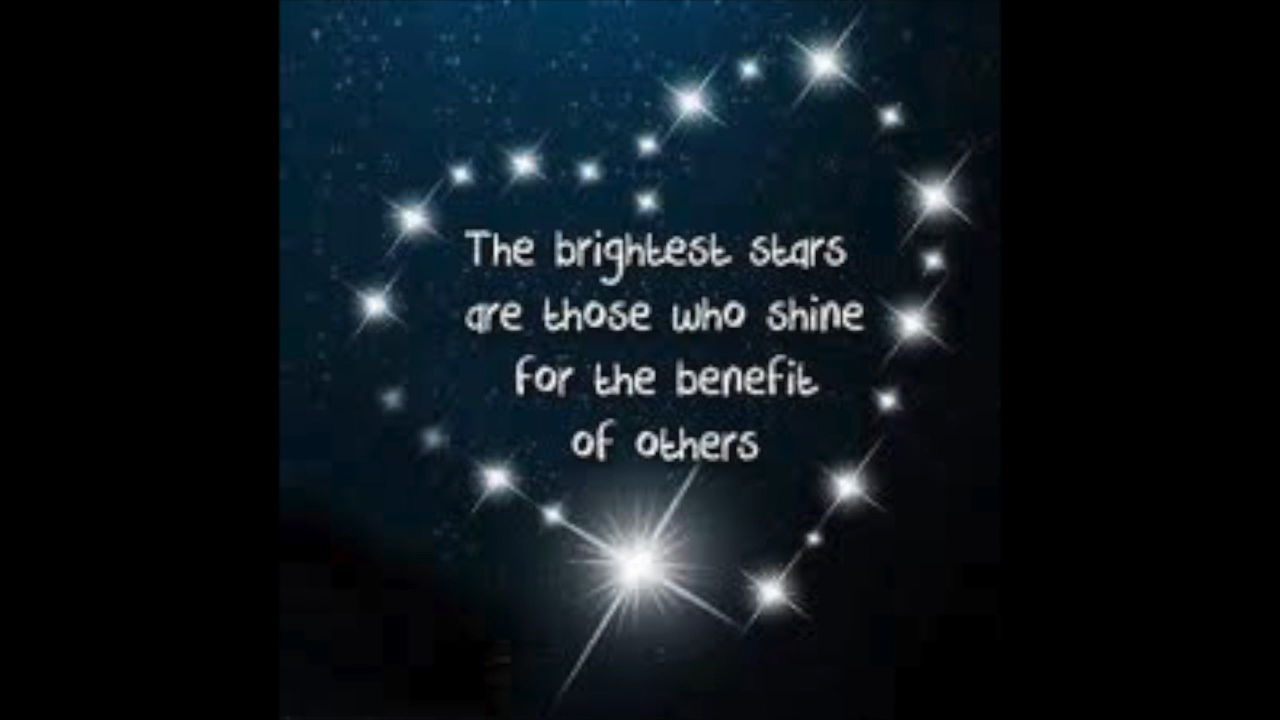 The brightest stars
are those who shine
for the benefit
of others